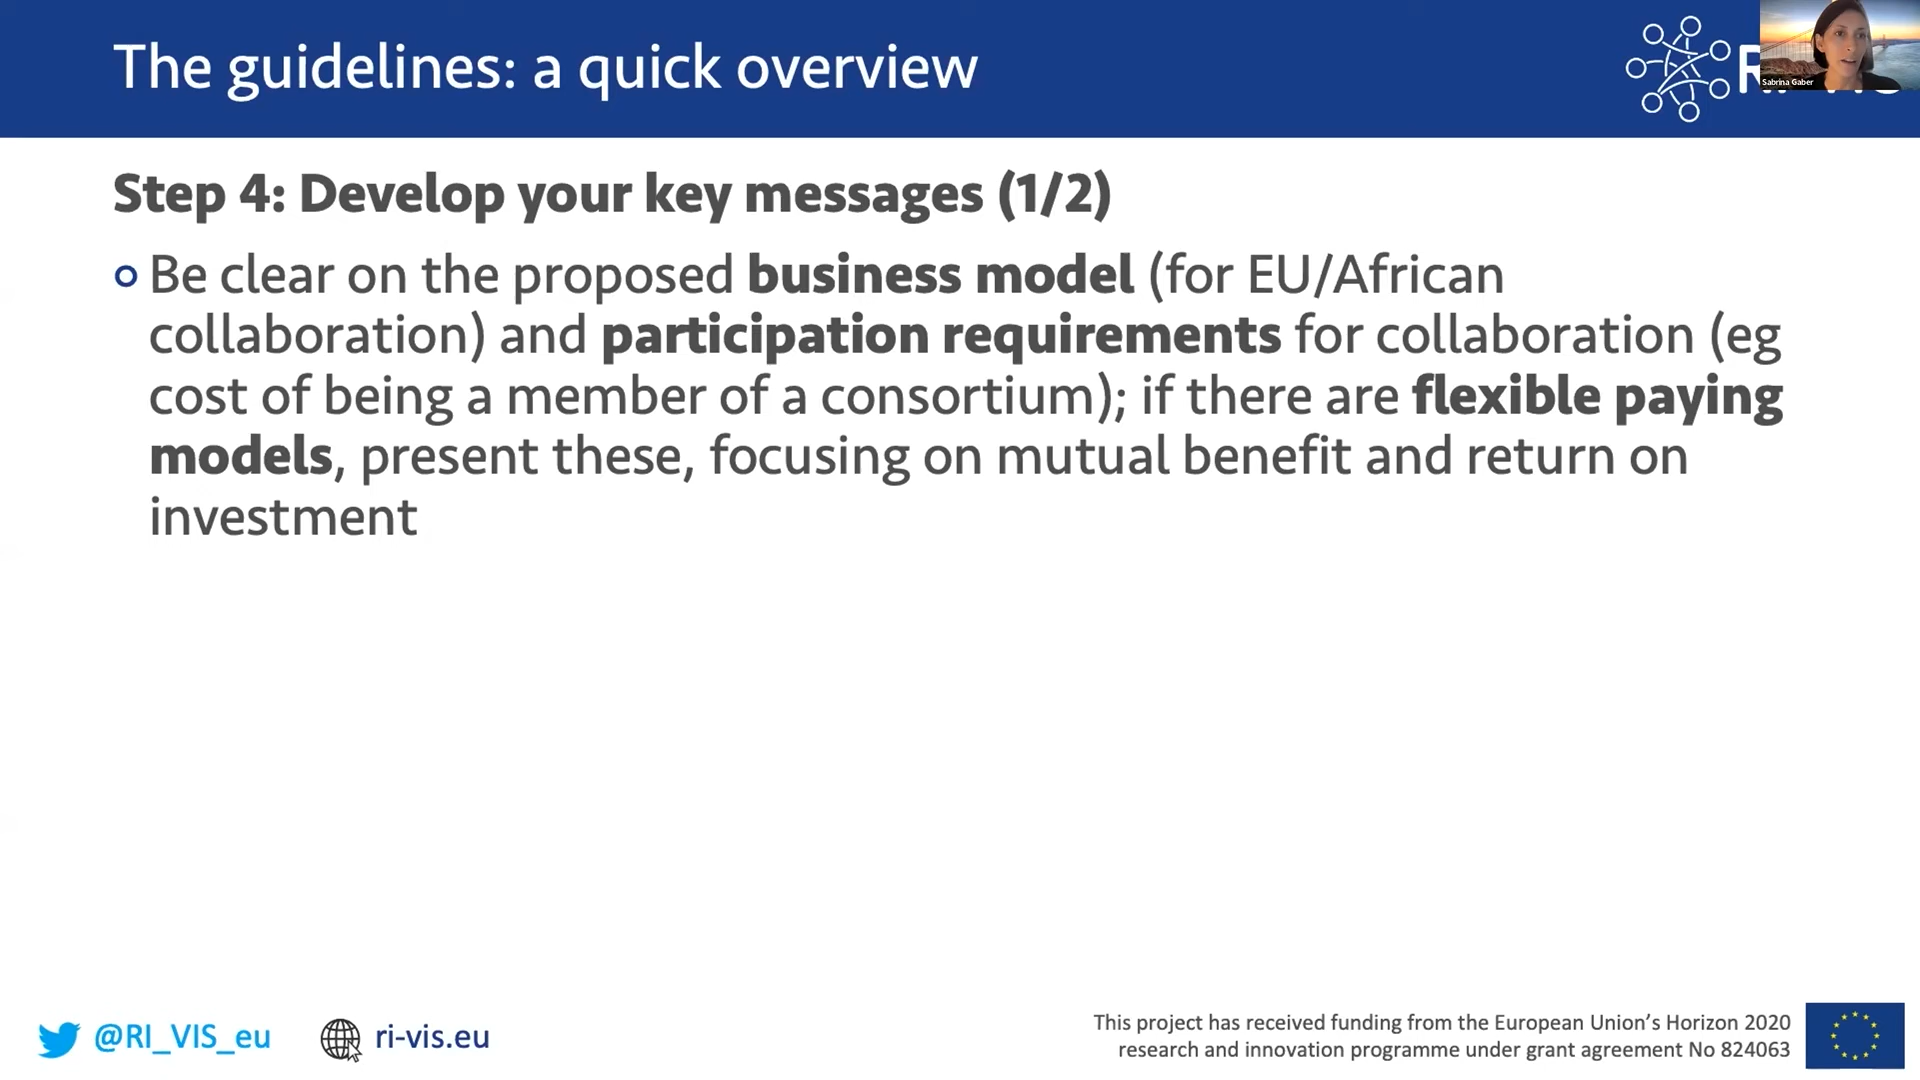 The guidelines: a quick overview
Sabrina Gaber
Step 4: Develop your key messages (1/2)
Be clear on the proposed business model (for EU/African
collaboration) and participation requirements for collaboration (eg
cost of being a member of a consortium); if there are flexible paying
models, present these, focusing on mutual benefit and return on
investment
@RI_VIS_eu
ri-vis.eu
This project has received funding from the European Union’s Horizon 2020
research and innovation programme under grant agreement No 824063